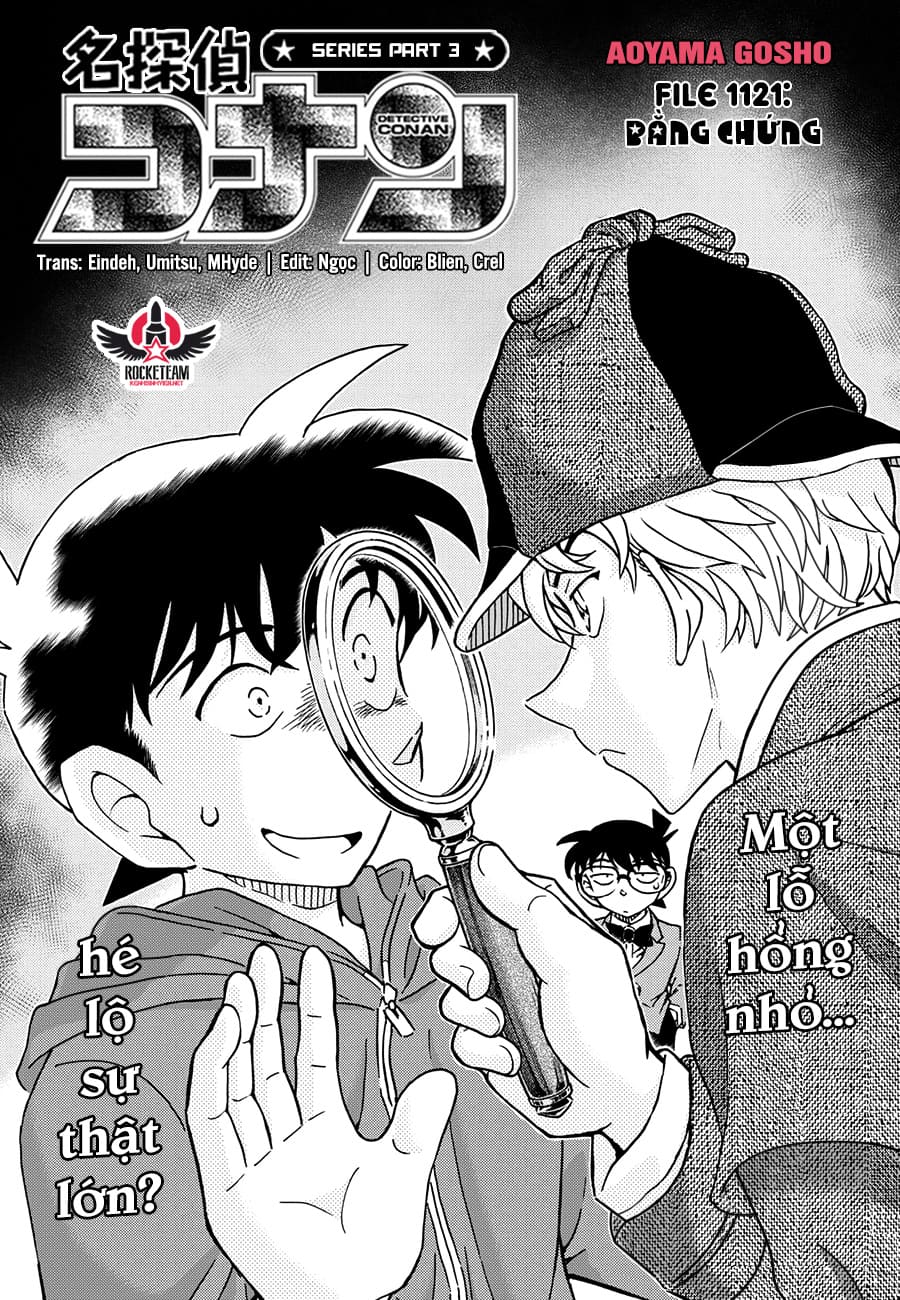 名探偵
★ SERIES PART 3 ★
コナン
DETECTIVE
CONAN
Trans: Eindeh, Umitsu, MHyde | Edit: Ngọc | Color: Blien, Crel
AOYAMA GOSHO
FILE 1121:
BẰNG CHỨNG
ROCKETEAM
Một
lỗ
hổng
nhỏ...
hé
lộ
sự
thật
lớn?